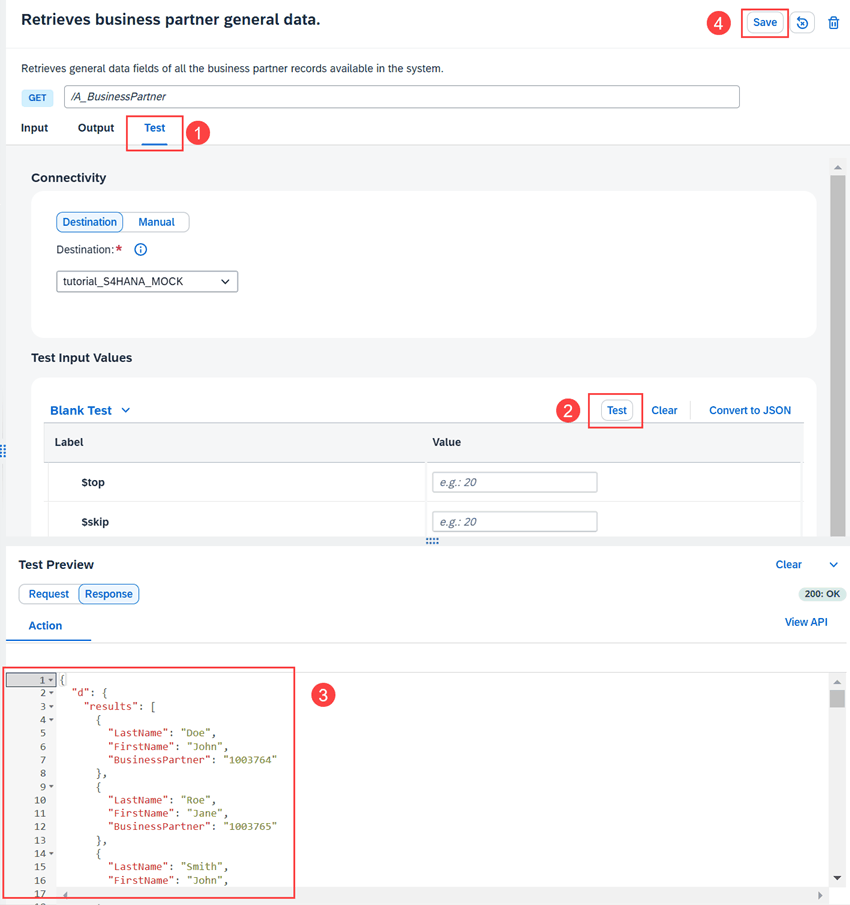 Retrieves business partner general data.
4
Save
Retrieves general data fields of all the business partner records available in the system.
GET
/A_BusinessPartner
Input
Output
Test
1
Connectivity
Destination
Manual
Destination:*
tutorial_S4HANA_MOCK
Test Input Values
Blank Test
2
Test
Clear
Convert to JSON
Label
Value
$top
e.g.: 20
$skip
e.g.: 20
Test Preview
Clear
Request
Response
200: OK
Action
View API
3
1 {
2 "d": {
3 "results": [
4 {
5 "LastName": "Doe",
6 "FirstName": "John",
7 "BusinessPartner": "1003764"
8 },
9 {
10 "LastName": "Roe",
11 "FirstName": "Jane",
12 "BusinessPartner": "1003765"
13 },
14 {
15 "LastName": "Smith",
16 "FirstName": "John",
17